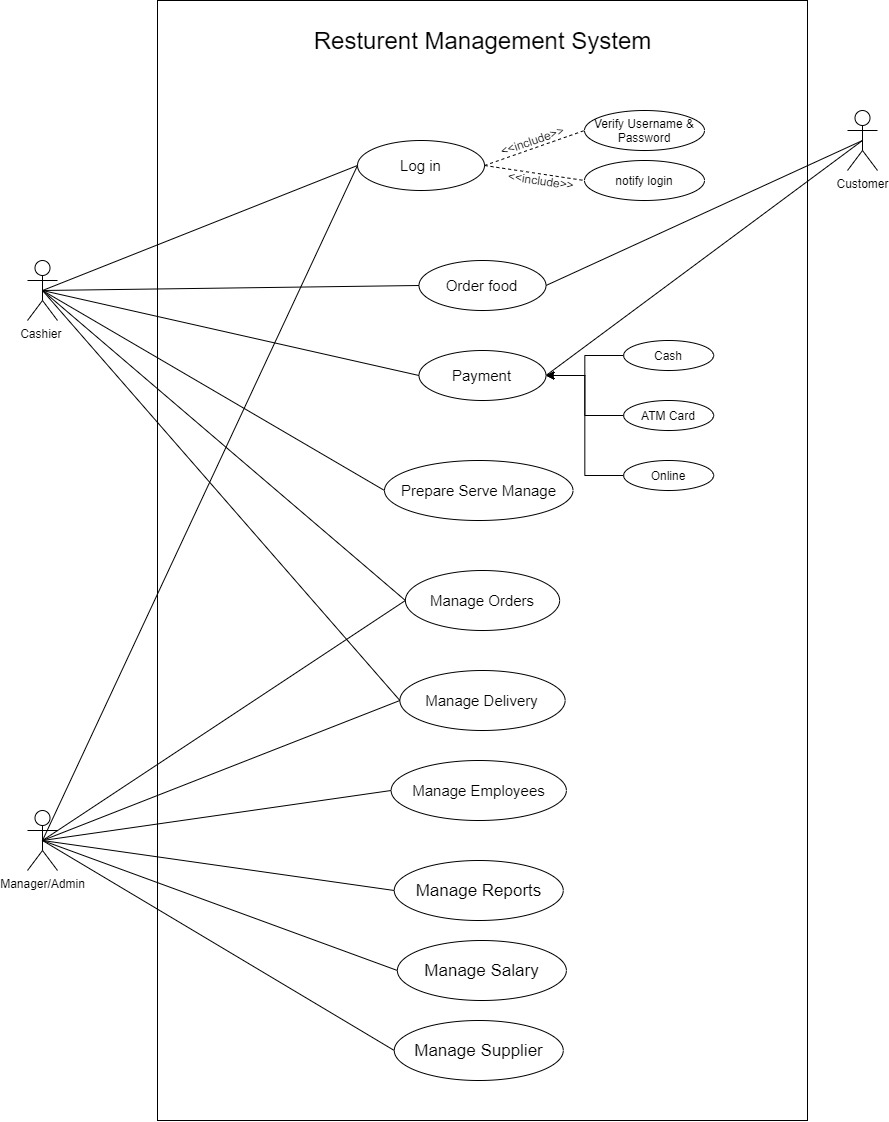 Resturent Management System
Verify Username &
Password
<<include>>
Log in
<<include>>
notify login
Customer
Order food
Cashier
Cash
Payment
ATM Card
Online
Prepare Serve Manage
Manage Orders
Manage Delivery
Manage Employees
Manager/Admin
Manage Reports
Manage Salary
Manage Supplier